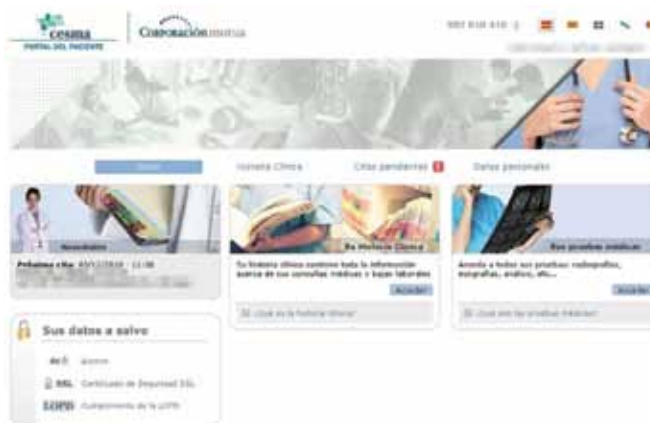 cesma
PORTAL DEL PACIENTE
CORPORACIÓN MUTUA
Inicio
Historia Clínica
Citas pendientes
Datos personales
Novedades
Próxima cita:
Su Historia Clínica
Su historia clínica contiene toda la información
acerca de sus consultas médicas y bajas laborales
Acceder
¿Qué es la historia clínica?
Sus pruebas médicas
Acceda a todas sus pruebas: radiografías,
ecografías, análisis, etc...
Acceder
¿Qué son las pruebas médicas?
Sus datos a salvo
SSL Certificado de Seguridad SSL
LOPD Cumplimiento de la LOPD